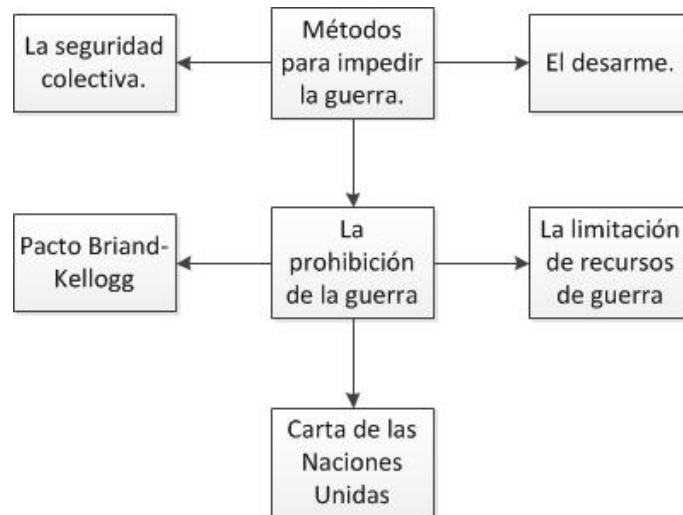 La seguridad
colectiva.
Métodos
para impedir
la guerra.
El desarme.
Pacto Briand-
Kellogg
La
prohibición
de la guerra
La limitación
de recursos
de guerra
Carta de las
Naciones
Unidas